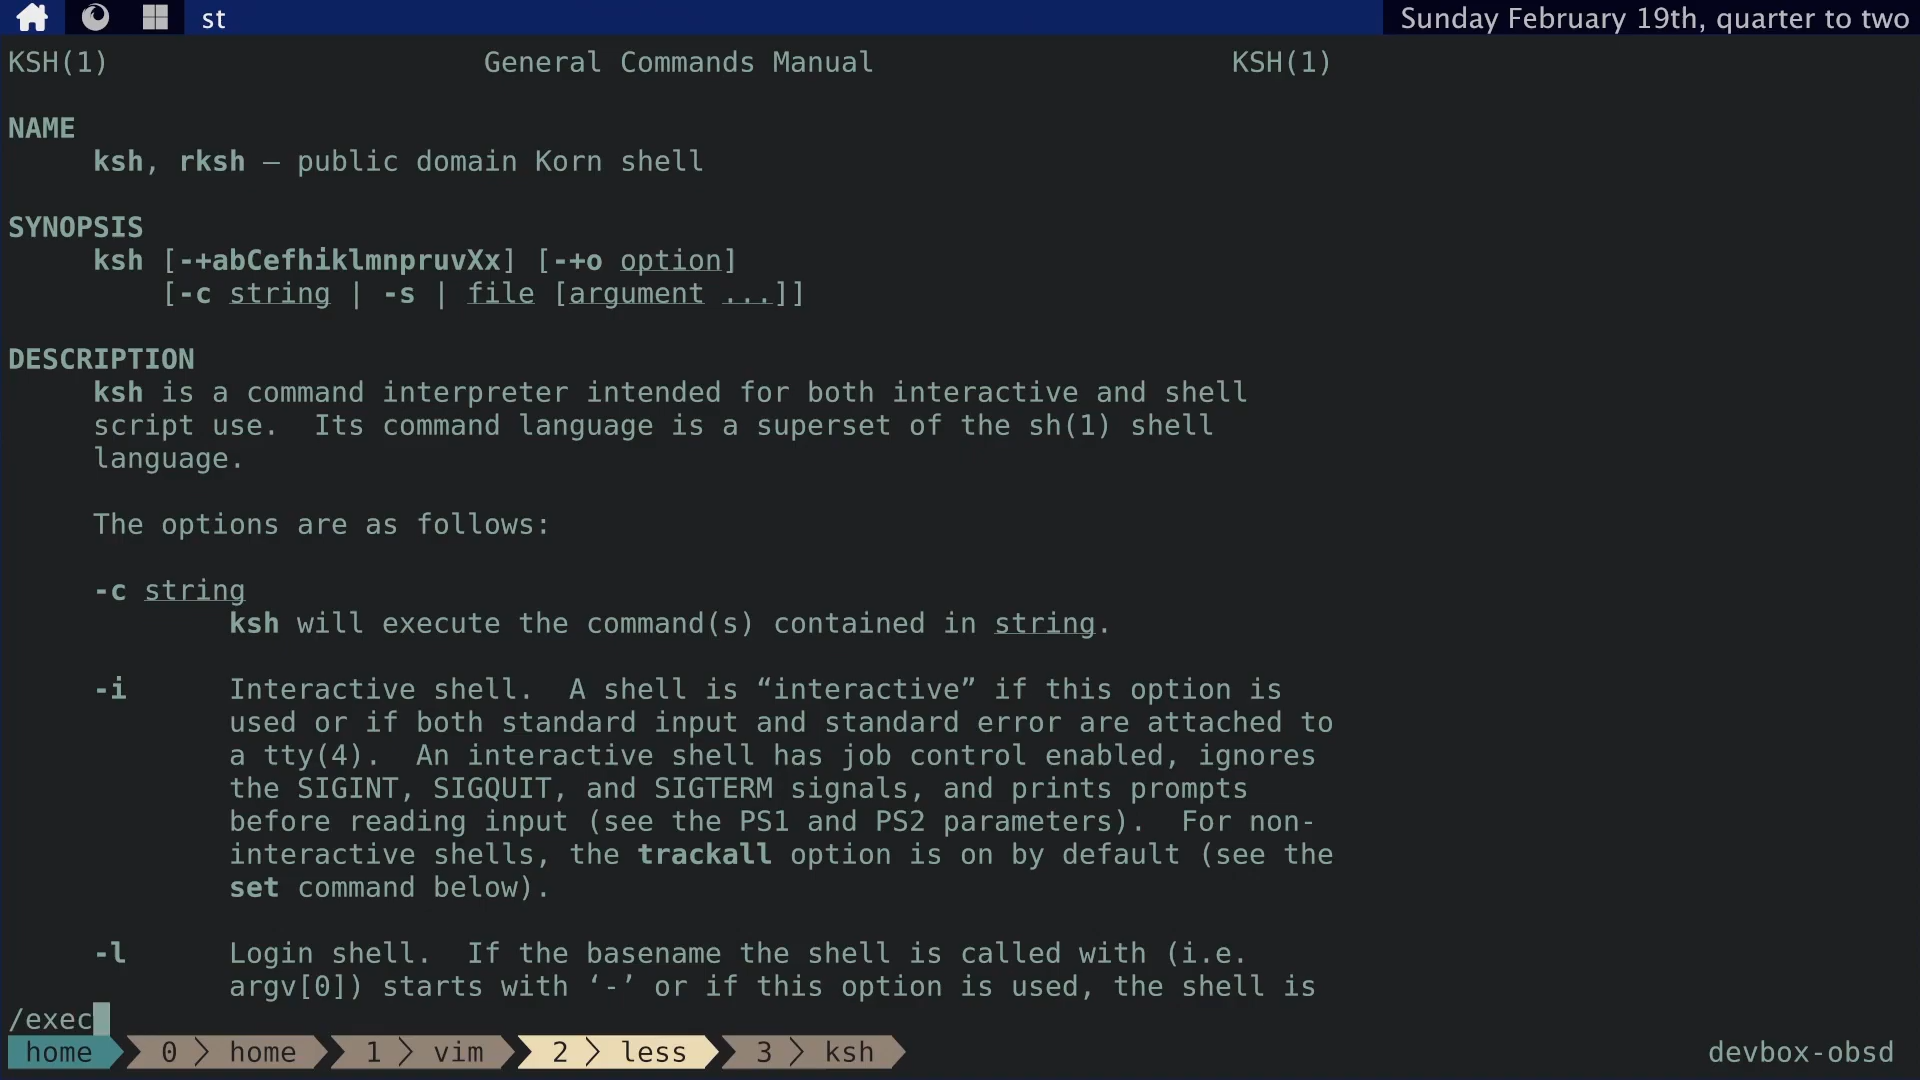 st
Sunday February 19th, quarter to two
KSH(1) General Commands Manual KSH(1)
NAME
ksh, rksh – public domain Korn shell
SYNOPSIS
ksh [-+abCefhiklmnpruvXx] [-+o option]
[-c string | -s | file [argument ...]]
DESCRIPTION
ksh is a command interpreter intended for both interactive and shell
script use.  Its command language is a superset of the sh(1) shell
language.
The options are as follows:
-c string
ksh will execute the command(s) contained in string.
-i Interactive shell.  A shell is “interactive” if this option is
used or if both standard input and standard error are attached to
a tty(4).  An interactive shell has job control enabled, ignores
the SIGINT, SIGQUIT, and SIGTERM signals, and prints prompts
before reading input (see the PS1 and PS2 parameters).  For non-
interactive shells, the trackall option is on by default (see the
set command below).
-l Login shell.  If the basename the shell is called with (i.e.
argv[0]) starts with ‘-’ or if this option is used, the shell is
/exec
home 0 home 1 vim 2 less 3 ksh devbox-obsd